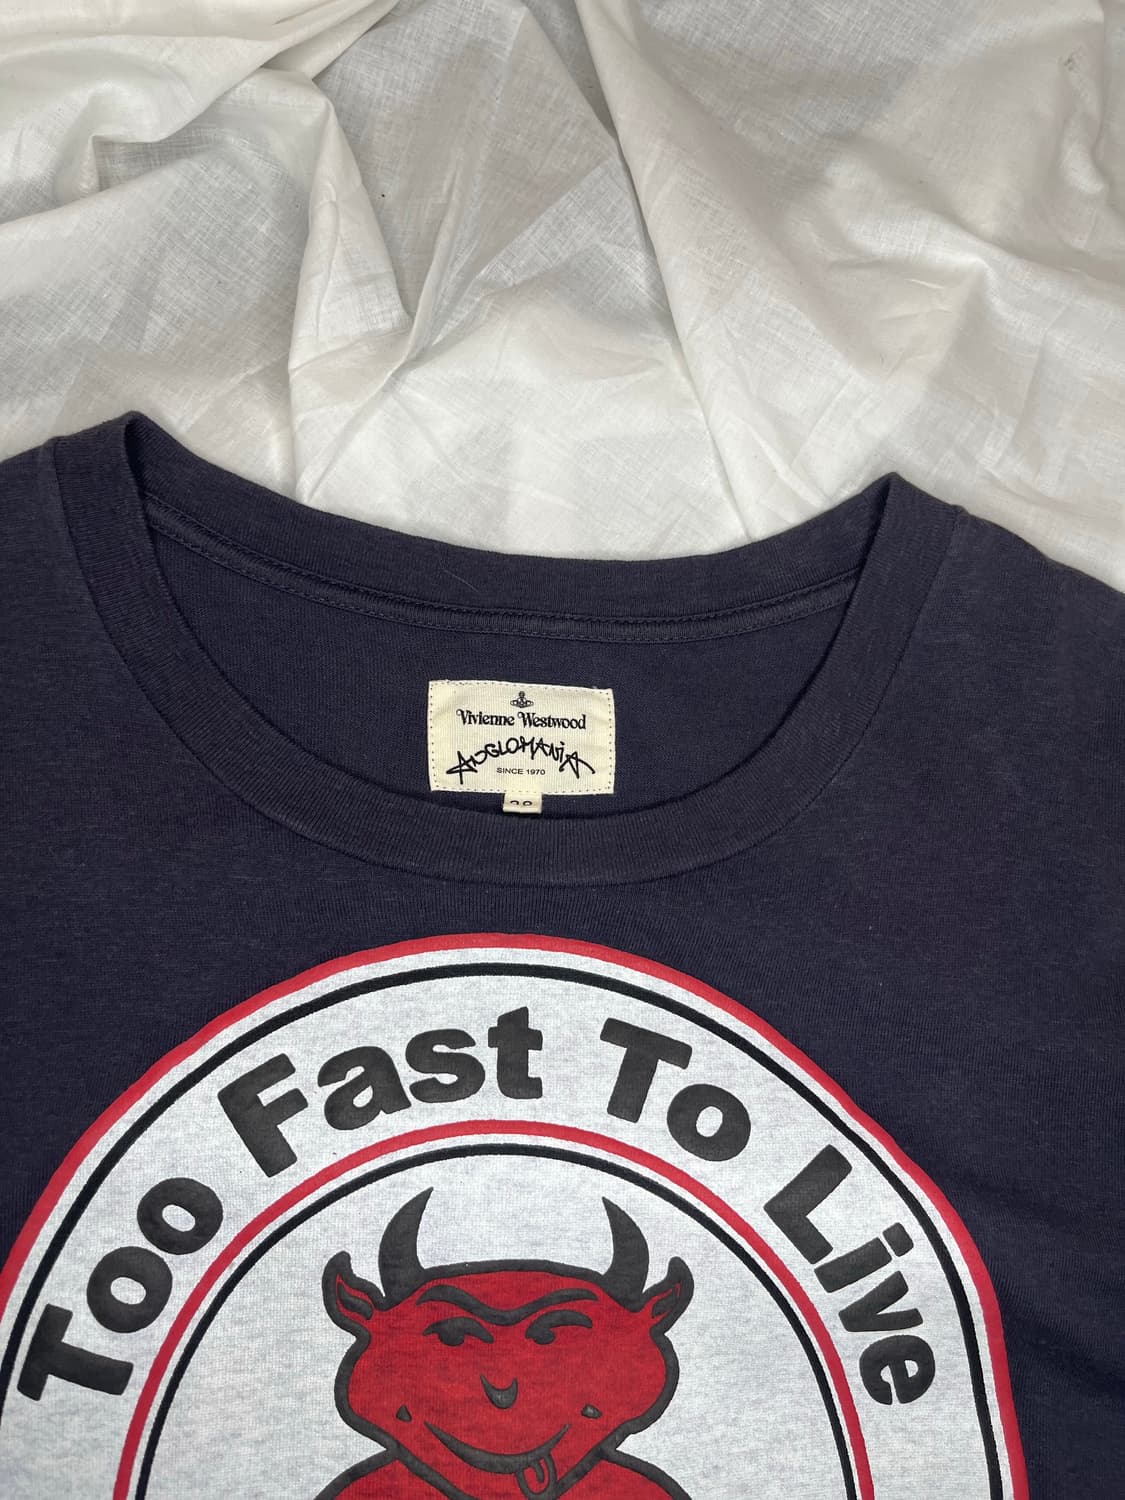 Vivienne Westwood
ANGLOMANiA
SINCE 1970
Too Fast To Live